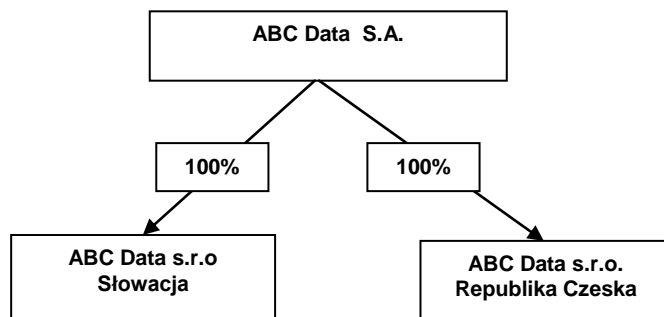 ABC Data S.A.
100%
100%
ABC Data s.r.o
Słowacja
ABC Data s.r.o.
Republika Czeska